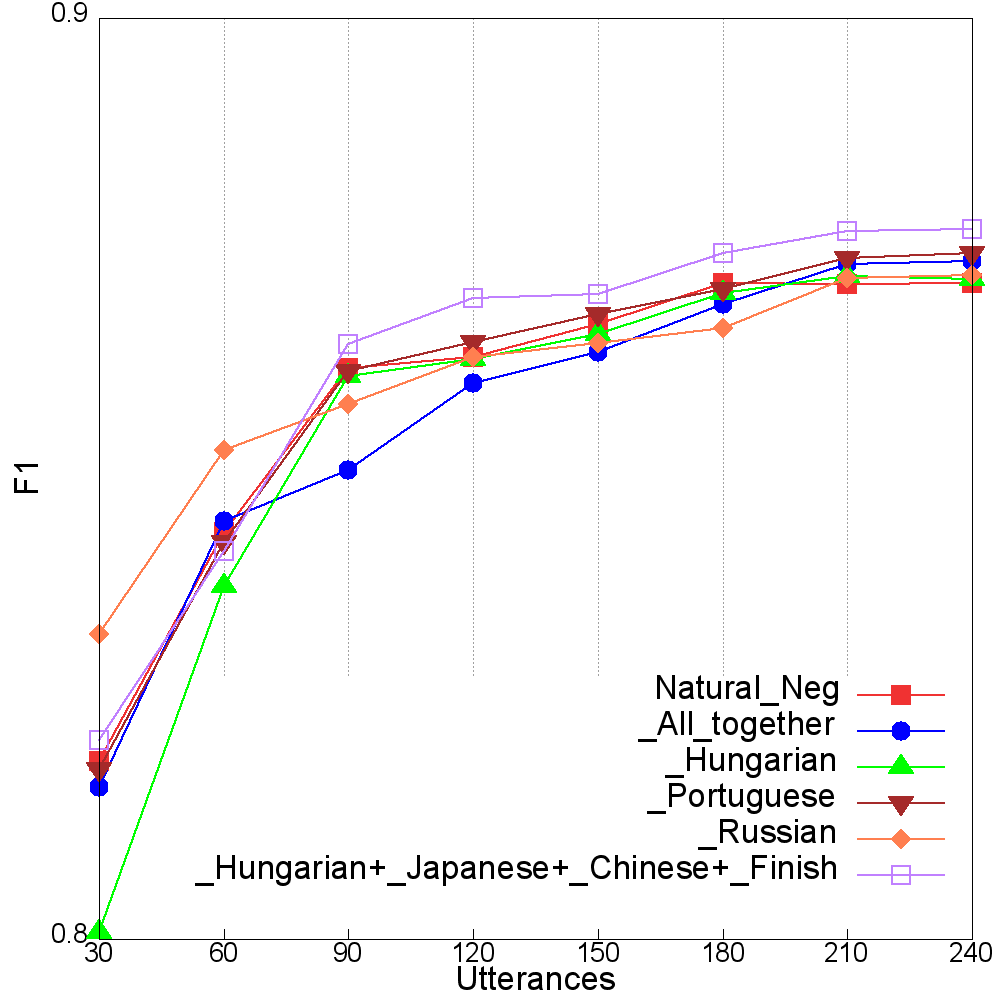 0.9
F1
Natural_Neg
_All_together
_Hungarian
_Portuguese
_Russian
_Hungarian+_Japanese+_Chinese+_Finish
0.8
30 60 90 120 150 180 210 240
Utterances